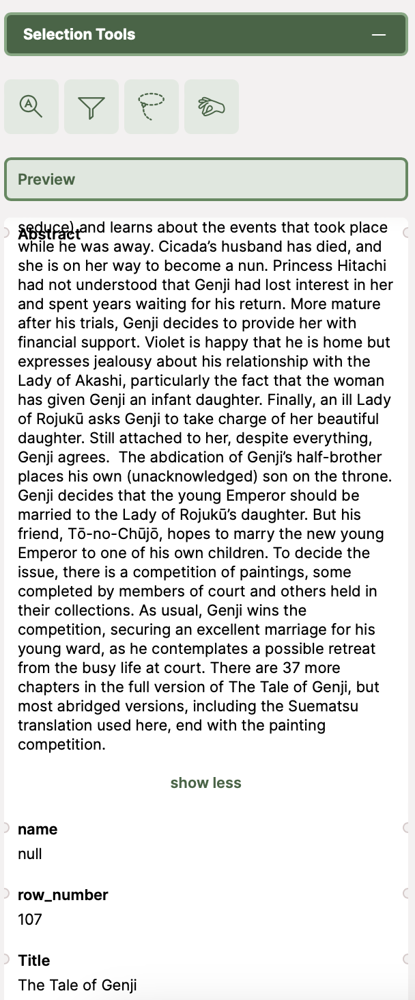 Selection Tools
Preview
Abstract
seduce) and learns about the events that took place
while he was away. Cicada’s husband has died, and
she is on her way to become a nun. Princess Hitachi
had not understood that Genji had lost interest in her
and spent years waiting for his return. More mature
after his trials, Genji decides to provide her with
financial support. Violet is happy that he is home but
expresses jealousy about his relationship with the
Lady of Akashi, particularly the fact that the woman
has given Genji an infant daughter. Finally, an ill Lady
of Rojukū asks Genji to take charge of her beautiful
daughter. Still attached to her, despite everything,
Genji agrees.  The abdication of Genji’s half-brother
places his own (unacknowledged) son on the throne.
Genji decides that the young Emperor should be
married to the Lady of Rojukū’s daughter. But his
friend, Tō-no-Chūjō, hopes to marry the new young
Emperor to one of his own children. To decide the
issue, there is a competition of paintings, some
completed by members of court and others held in
their collections. As usual, Genji wins the
competition, securing an excellent marriage for his
young ward, as he contemplates a possible retreat
from the busy life at court. There are 37 more
chapters in the full version of The Tale of Genji, but
most abridged versions, including the Suematsu
translation used here, end with the painting
competition.
show less
name
null
row_number
107
Title
The Tale of Genji